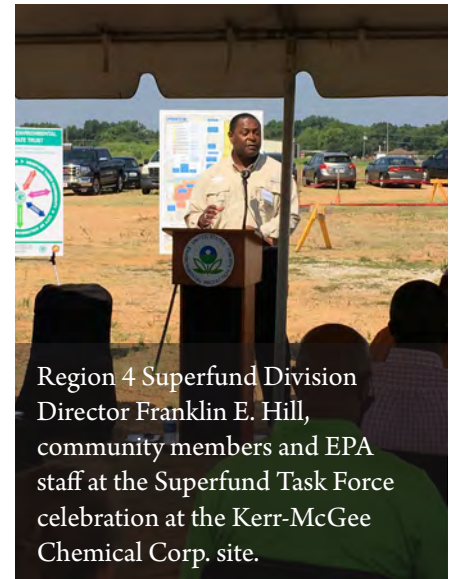 ENVIRONMENTAL
Region 4 Superfund Division
Director Franklin E. Hill,
community members and EPA
staff at the Superfund Task Force
celebration at the Kerr-McGee
Chemical Corp. site.